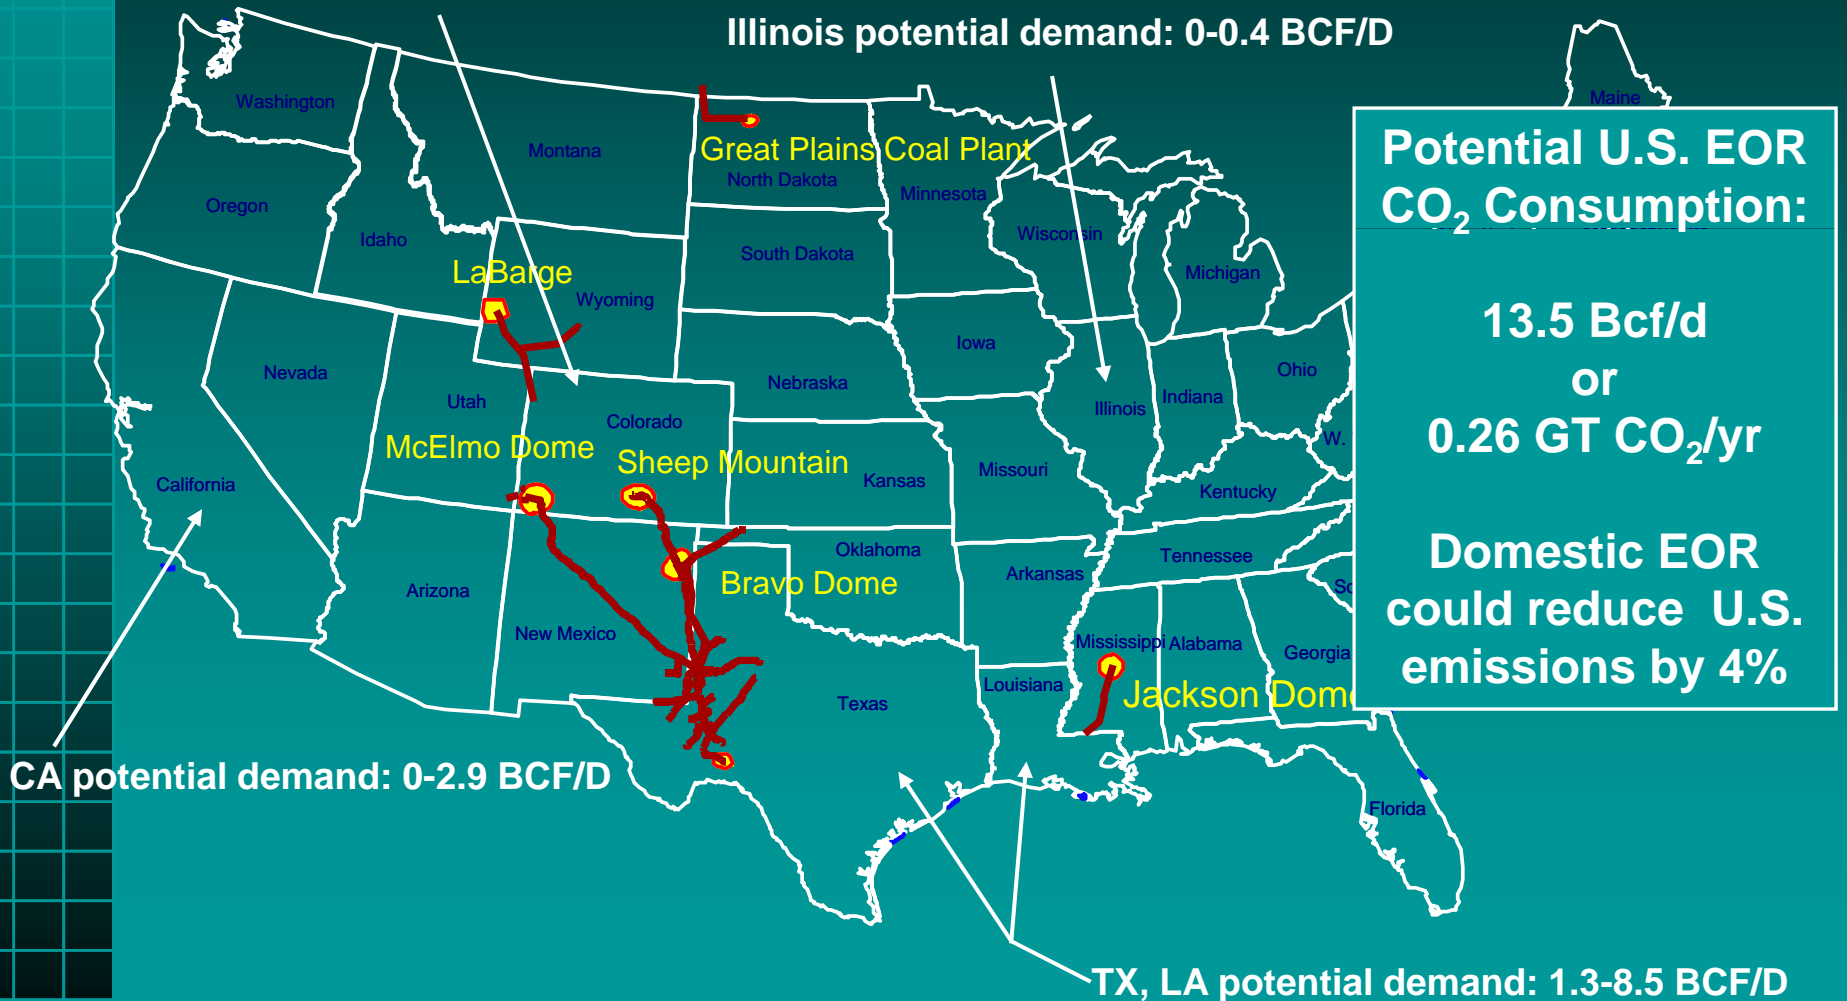 Illinois potential demand: 0-0.4 BCF/D
Maine
Washington
Montana
Great Plains Coal Plant
North Dakota
Minnesota
Oregon
Idaho
Wisconsin
South Dakota
Michigan
LaBarge
Wyoming
Iowa
Nevada
Nebraska
Ohio
Utah
Colorado
Illinois
Indiana
McElmo Dome
Sheep Mountain
W.
California
Kansas
Missouri
Kentucky
Oklahoma
Tennessee
Arkansas
Arizona
Bravo Dome
New Mexico
Mississippi
Alabama
Georgia
Louisiana
Jackson Dome
Texas
Florida
Potential U.S. EOR
CO₂ Consumption:
13.5 Bcf/d
or
0.26 GT CO₂/yr
Domestic EOR
could reduce U.S.
emissions by 4%
CA potential demand: 0-2.9 BCF/D
TX, LA potential demand: 1.3-8.5 BCF/D